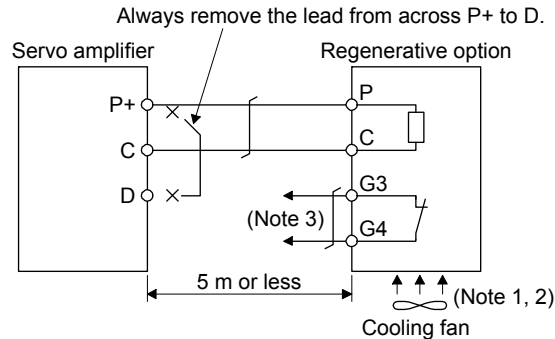 Always remove the lead from across P+ to D.
Servo amplifier
Regenerative option
P+
P
C
C
D
G3
(Note 3)
G4
5 m or less
(Note 1, 2)
Cooling fan